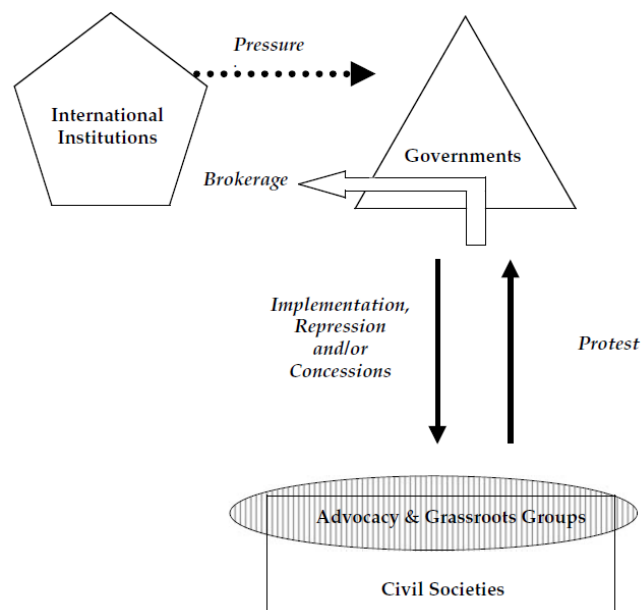 Pressure
International
Institutions
Governments
Brokerage
Implementation,
Repression
and/or
Concessions
Protest
Advocacy & Grassroots Groups
Civil Societies